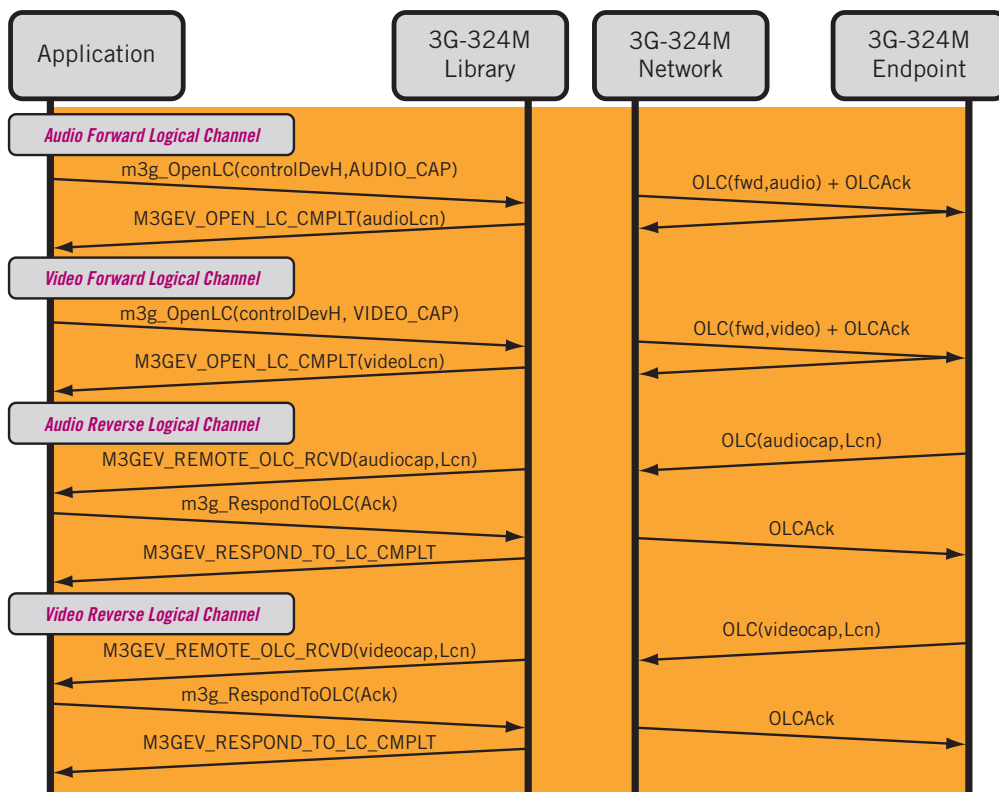 Application
3G-324M
Library
3G-324M
Network
3G-324M
Endpoint
Audio Forward Logical Channel
m3g_OpenLC(controlDevH,AUDIO_CAP)
OLC(fwd,audio) + OLCAck
M3GEV_OPEN_LC_CMPLT(audioLcn)
Video Forward Logical Channel
m3g_OpenLC(controlDevH, VIDEO_CAP)
OLC(fwd,video) + OLCAck
M3GEV_OPEN_LC_CMPLT(videoLcn)
Audio Reverse Logical Channel
OLC(audiocap,Lcn)
M3GEV_REMOTE_OLC_RCVD(audiocap,Lcn)
m3g_RespondToOLC(Ack)
OLCAck
M3GEV_RESPOND_TO_LC_CMPLT
Video Reverse Logical Channel
OLC(videocap,Lcn)
M3GEV_REMOTE_OLC_RCVD(videocap,Lcn)
m3g_RespondToOLC(Ack)
OLCAck
M3GEV_RESPOND_TO_LC_CMPLT